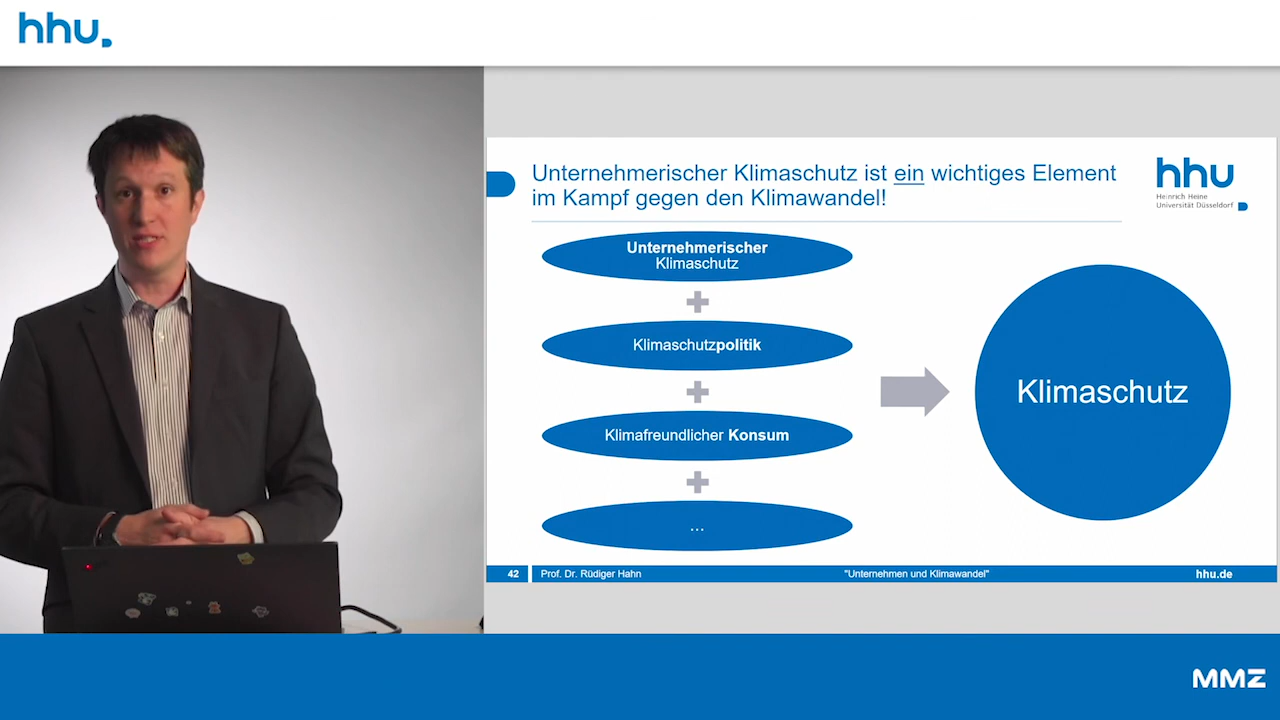 hhu.
Unternehmerischer Klimaschutz ist ein wichtiges Element
im Kampf gegen den Klimawandel!
hhu
Heinrich Heine
Universität Düsseldorf
Unternehmerischer
Klimaschutz
Klimaschutzpolitik
Klimafreundlicher Konsum
...
Klimaschutz
42
Prof. Dr. Rüdiger Hahn
"Unternehmen und Klimawandel"
hhu.de
MMZ